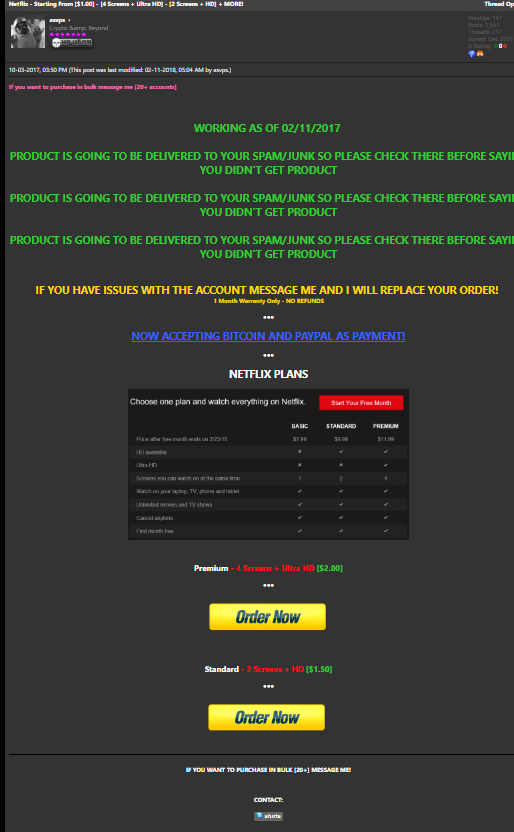 Netflix - Starting From [$1.00] - [4 Screens + Ultra HD] - [2 Screens + HD] + MORE! Thread Op
Crypto &amp; Beyond
Prestige: 147
Threads: 217
Joined: Dec 2015
10-03-2017, 03:50 PM (This post was last modified: 02-11-2018, 05:04 AM by
If you want to purchase in bulk message me [20+ accounts]
WORKING AS OF 02/11/2017
PRODUCT IS GOING TO BE DELIVERED TO YOUR SPAM/JUNK SO PLEASE CHECK THERE BEFORE SAYI
YOU DIDN'T GET PRODUCT
PRODUCT IS GOING TO BE DELIVERED TO YOUR SPAM/JUNK SO PLEASE CHECK THERE BEFORE SAYI
YOU DIDN'T GET PRODUCT
PRODUCT IS GOING TO BE DELIVERED TO YOUR SPAM/JUNK SO PLEASE CHECK THERE BEFORE SAYI
YOU DIDN'T GET PRODUCT
IF YOU HAVE ISSUES WITH THE ACCOUNT MESSAGE ME AND I WILL REPLACE YOUR ORDER!
1 Month Warranty Only - NO REFUNDS
•••
NOW ACCEPTING BITCOIN AND PAYPAL AS PAYMENT!
•••
NETFLIX PLANS
Choose one plan and watch everything on Netflix. Start Your Free Month
BASIC STANDARD PREMIUM
Price after free month ends on 2/23/16 $7.99 $9.99 $11.99
HD available
Ultra HD
Screens you can watch on at the same time 1 2 4
Watch on your laptop, TV, phone and tablet
Unlimited movies and TV shows
Cancel anytime
First month free
Premium - 4 Screens + Ultra HD [$2.00]
•••
Order Now
Standard - 2 Screens + HD [$1.50]
•••
Order Now
IF YOU WANT TO PURCHASE IN BULK [20+] MESSAGE ME!
CONTACT: